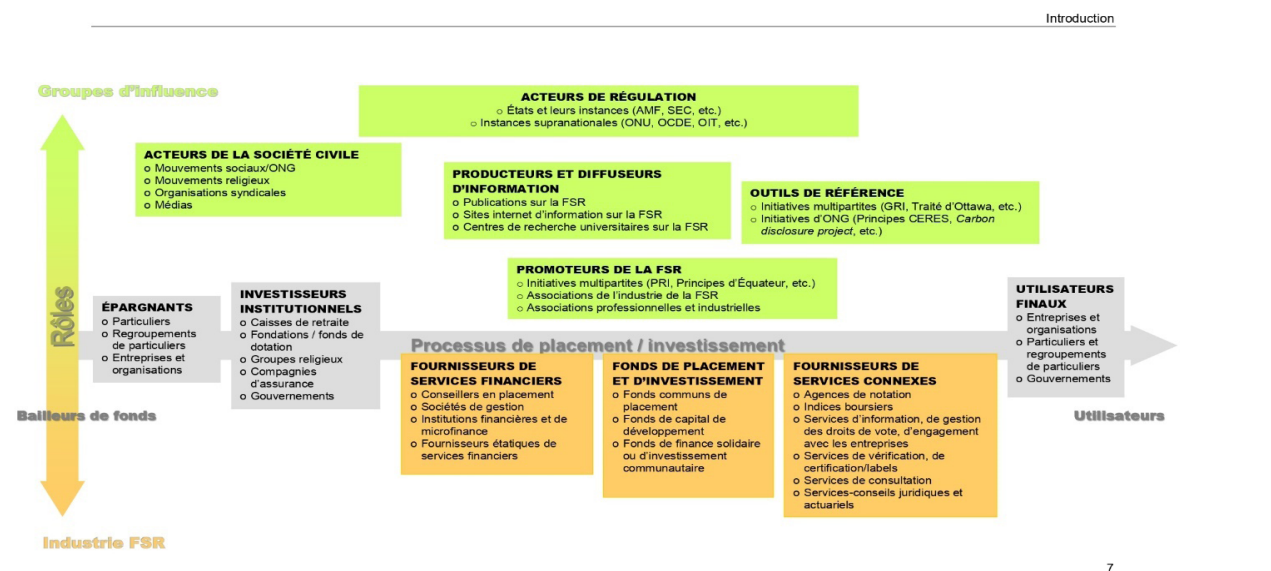 Introduction
Groupes d'influence
ACTEURS DE RÉGULATION
o États et leurs instances (AMF, SEC, etc.)
o Instances supranationales (ONU, OCDE, OIT, etc.)
ACTEURS DE LA SOCIÉTÉ CIVILE
o Mouvements sociaux/ONG
o Mouvements religieux
o Organisations syndicales
o Médias
PRODUCTEURS ET DIFFUSEURS
D'INFORMATION
o Publications sur la FSR
o Sites internet d'information sur la FSR
o Centres de recherche universitaires sur la FSR
OUTILS DE RÉFÉRENCE
o Initiatives multipartites (GRI, Traité d'Ottawa, etc.)
o Initiatives d'ONG (Principes CERES, Carbon
disclosure project, etc.)
PROMOTEURS DE LA FSR
o Initiatives multipartites (PRI, Principes d'Équateur, etc.)
o Associations de l'industrie de la FSR
o Associations professionnelles et industrielles
Rôles
ÉPARGNANTS
o Particuliers
o Regroupements
de particuliers
o Entreprises et
organisations
INVESTISSEURS
INSTITUTIONNELS
o Caisses de retraite
o Fondations / fonds de
dotation
o Groupes religieux
o Compagnies
d'assurance
o Gouvernements
Processus de placement / investissement
UTILISATEURS
FINAUX
o Entreprises et
organisations
o Particuliers et
regroupements
de particuliers
o Gouvernements
FOURNISSEURS DE
SERVICES FINANCIERS
o Conseillers en placement
o Sociétés de gestion
o Institutions financières et de
microfinance
o Fournisseurs étatiques de
services financiers
FONDS DE PLACEMENT
ET D'INVESTISSEMENT
o Fonds communs de
placement
o Fonds de capital de
développement
o Fonds de finance solidaire
ou d'investissement
communautaire
FOURNISSEURS DE
SERVICES CONNEXES
o Agences de notation
o Indices boursiers
o Services d'information, de gestion
des droits de vote, d'engagement
avec les entreprises
o Services de vérification, de
certification/labels
o Services de consultation
o Services-conseils juridiques et
actuariels
Bailleurs de fonds
Utilisateurs
Industrie FSR
7